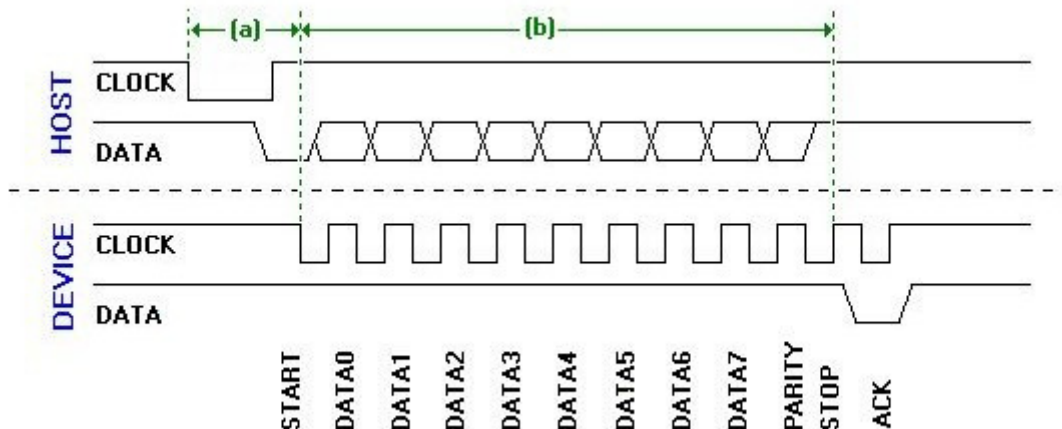 (a)
(b)
HOST
CLOCK
DATA
DEVICE
CLOCK
DATA
START
DATA0
DATA1
DATA2
DATA3
DATA4
DATA5
DATA6
DATA7
PARITY
STOP
ACK